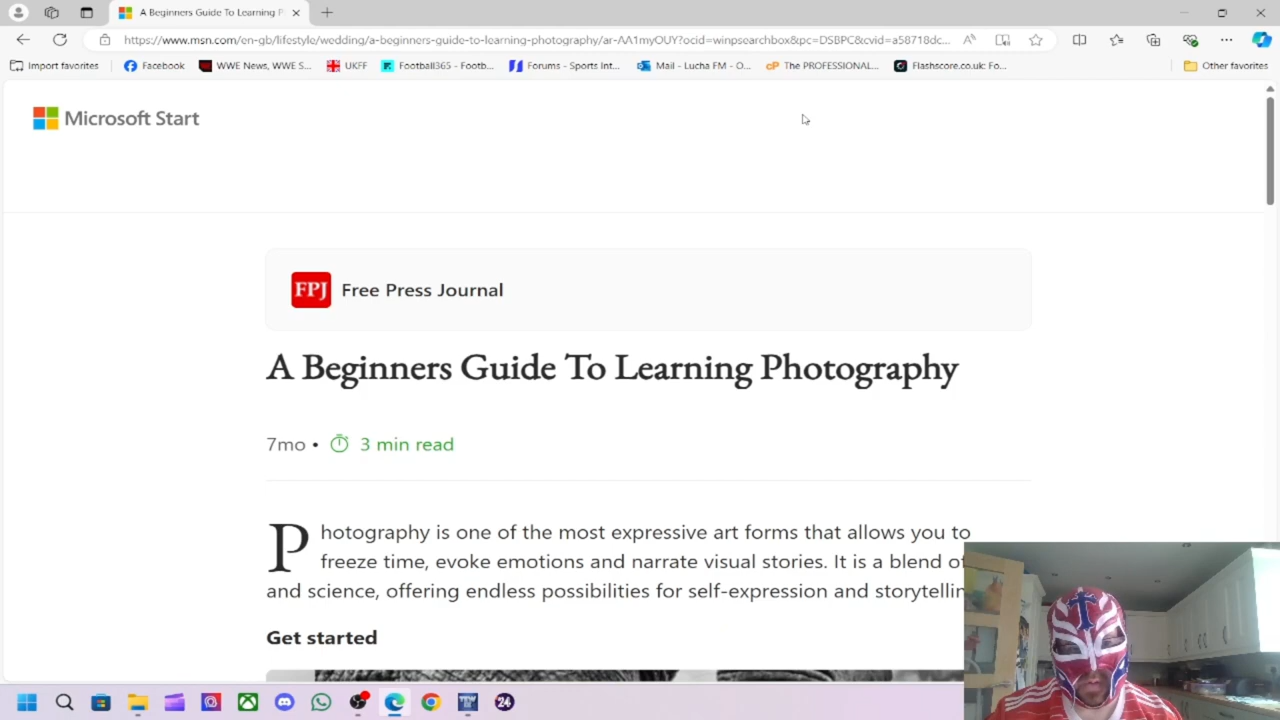 A Beginners Guide To Learning P
https://www.msn.com/en-gb/lifestyle/wedding/a-beginners-guide-to-learning-photography/ar-AA1myOUY?ocid=winpsearchbox&pc=DSBPC&cvid=a58718dc...
Import favorites
Facebook
WWE News, WWE S...
UKFF
Football365 - Footb...
Forums - Sports Int...
Mail - Lucha FM - O...
The PROFESSIONAL...
Flashscore.co.uk: Fo...
Other favorites
Microsoft Start
FPJ Free Press Journal
A Beginners Guide To Learning Photography
7mo • 3 min read
Photography is one of the most expressive art forms that allows you to
freeze time, evoke emotions and narrate visual stories. It is a blend of
and science, offering endless possibilities for self-expression and storytellin
Get started
TEW
24